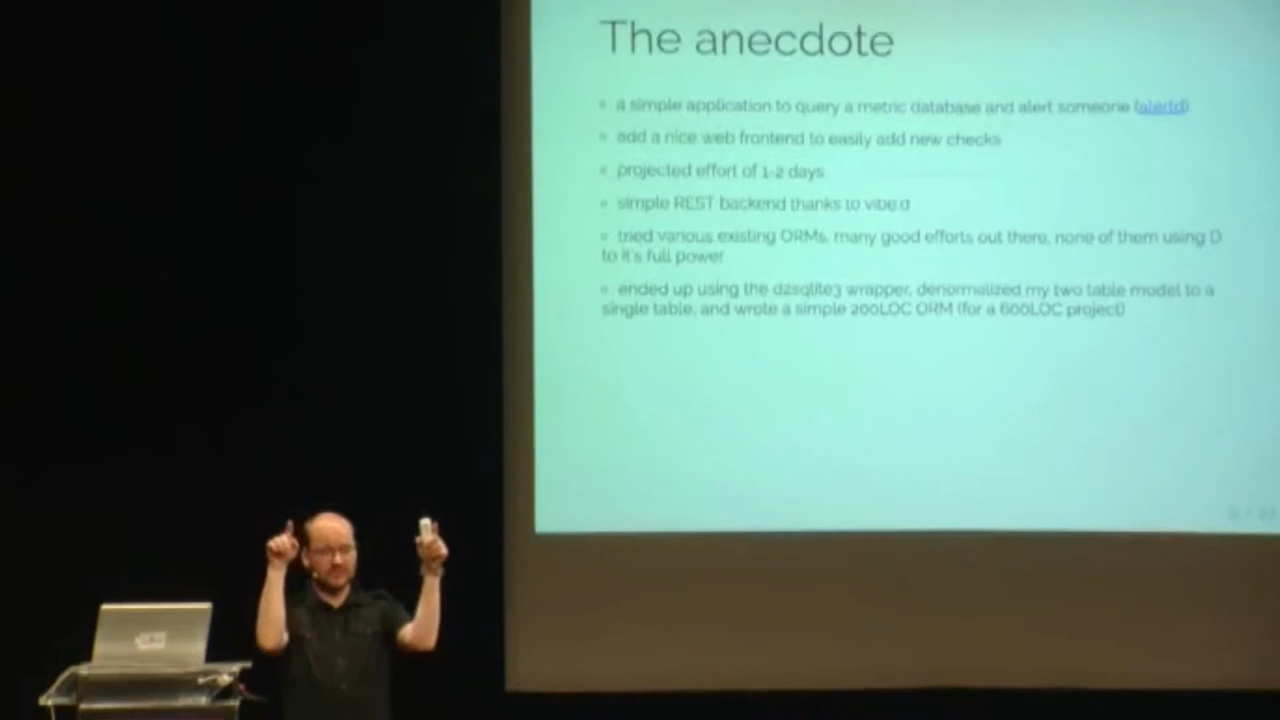 The anecdote
a simple application to query a metric database and alert someone (alertd)
add a nice web frontend to easily add new checks
projected effort of 1-2 days
simple REST backend thanks to vibe.d
tried various existing ORMs, many good efforts out there, none of them using D
to it's full power
ended up using the d2sqlite3 wrapper, denormalized my two table model to a
single table, and wrote a simple 200LOC ORM (for a 600LOC project)